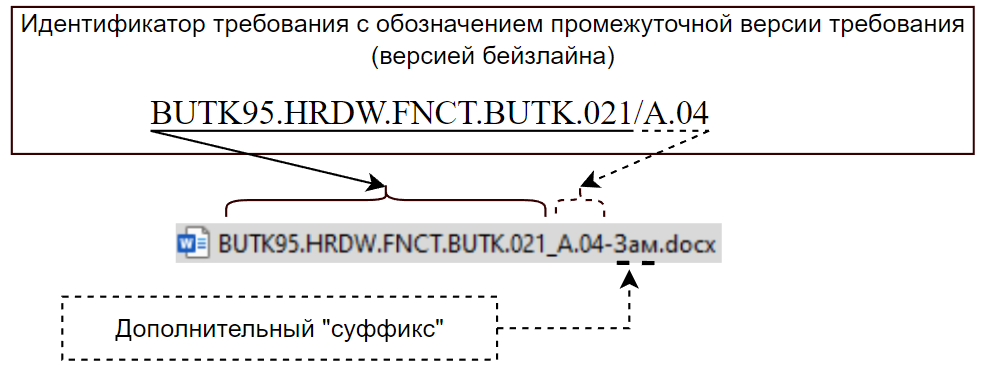 Идентификатор требования с обозначением промежуточной версии требования
(версией бейзлайна)
BUTK95.HRDW.FNCT.BUTK.021/A.04
BUTK95.HRDW.FNCT.BUTK.021_A.04-Зам.docx
Дополнительный "суффикс"